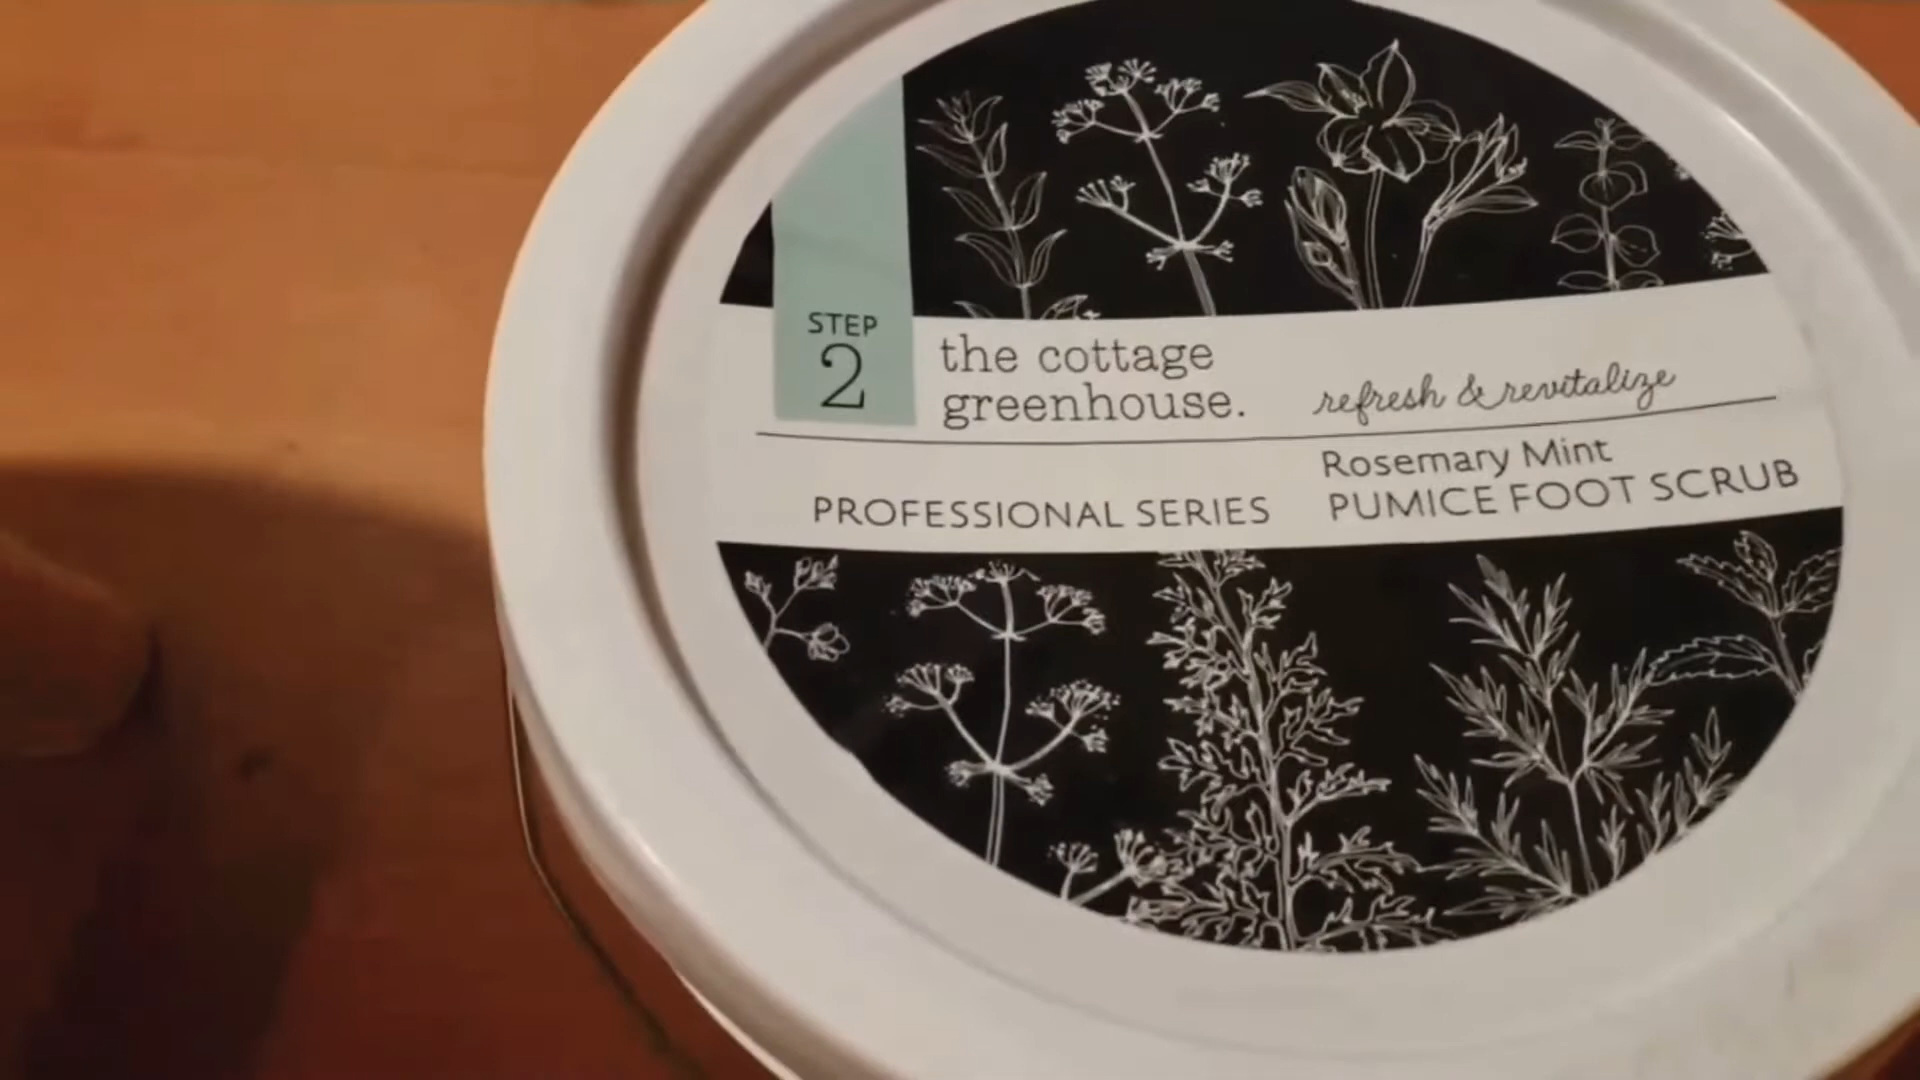 STEP
2
the cottage
greenhouse.
refresh & revitalize
PROFESSIONAL SERIES
Rosemary Mint
PUMICE FOOT SCRUB